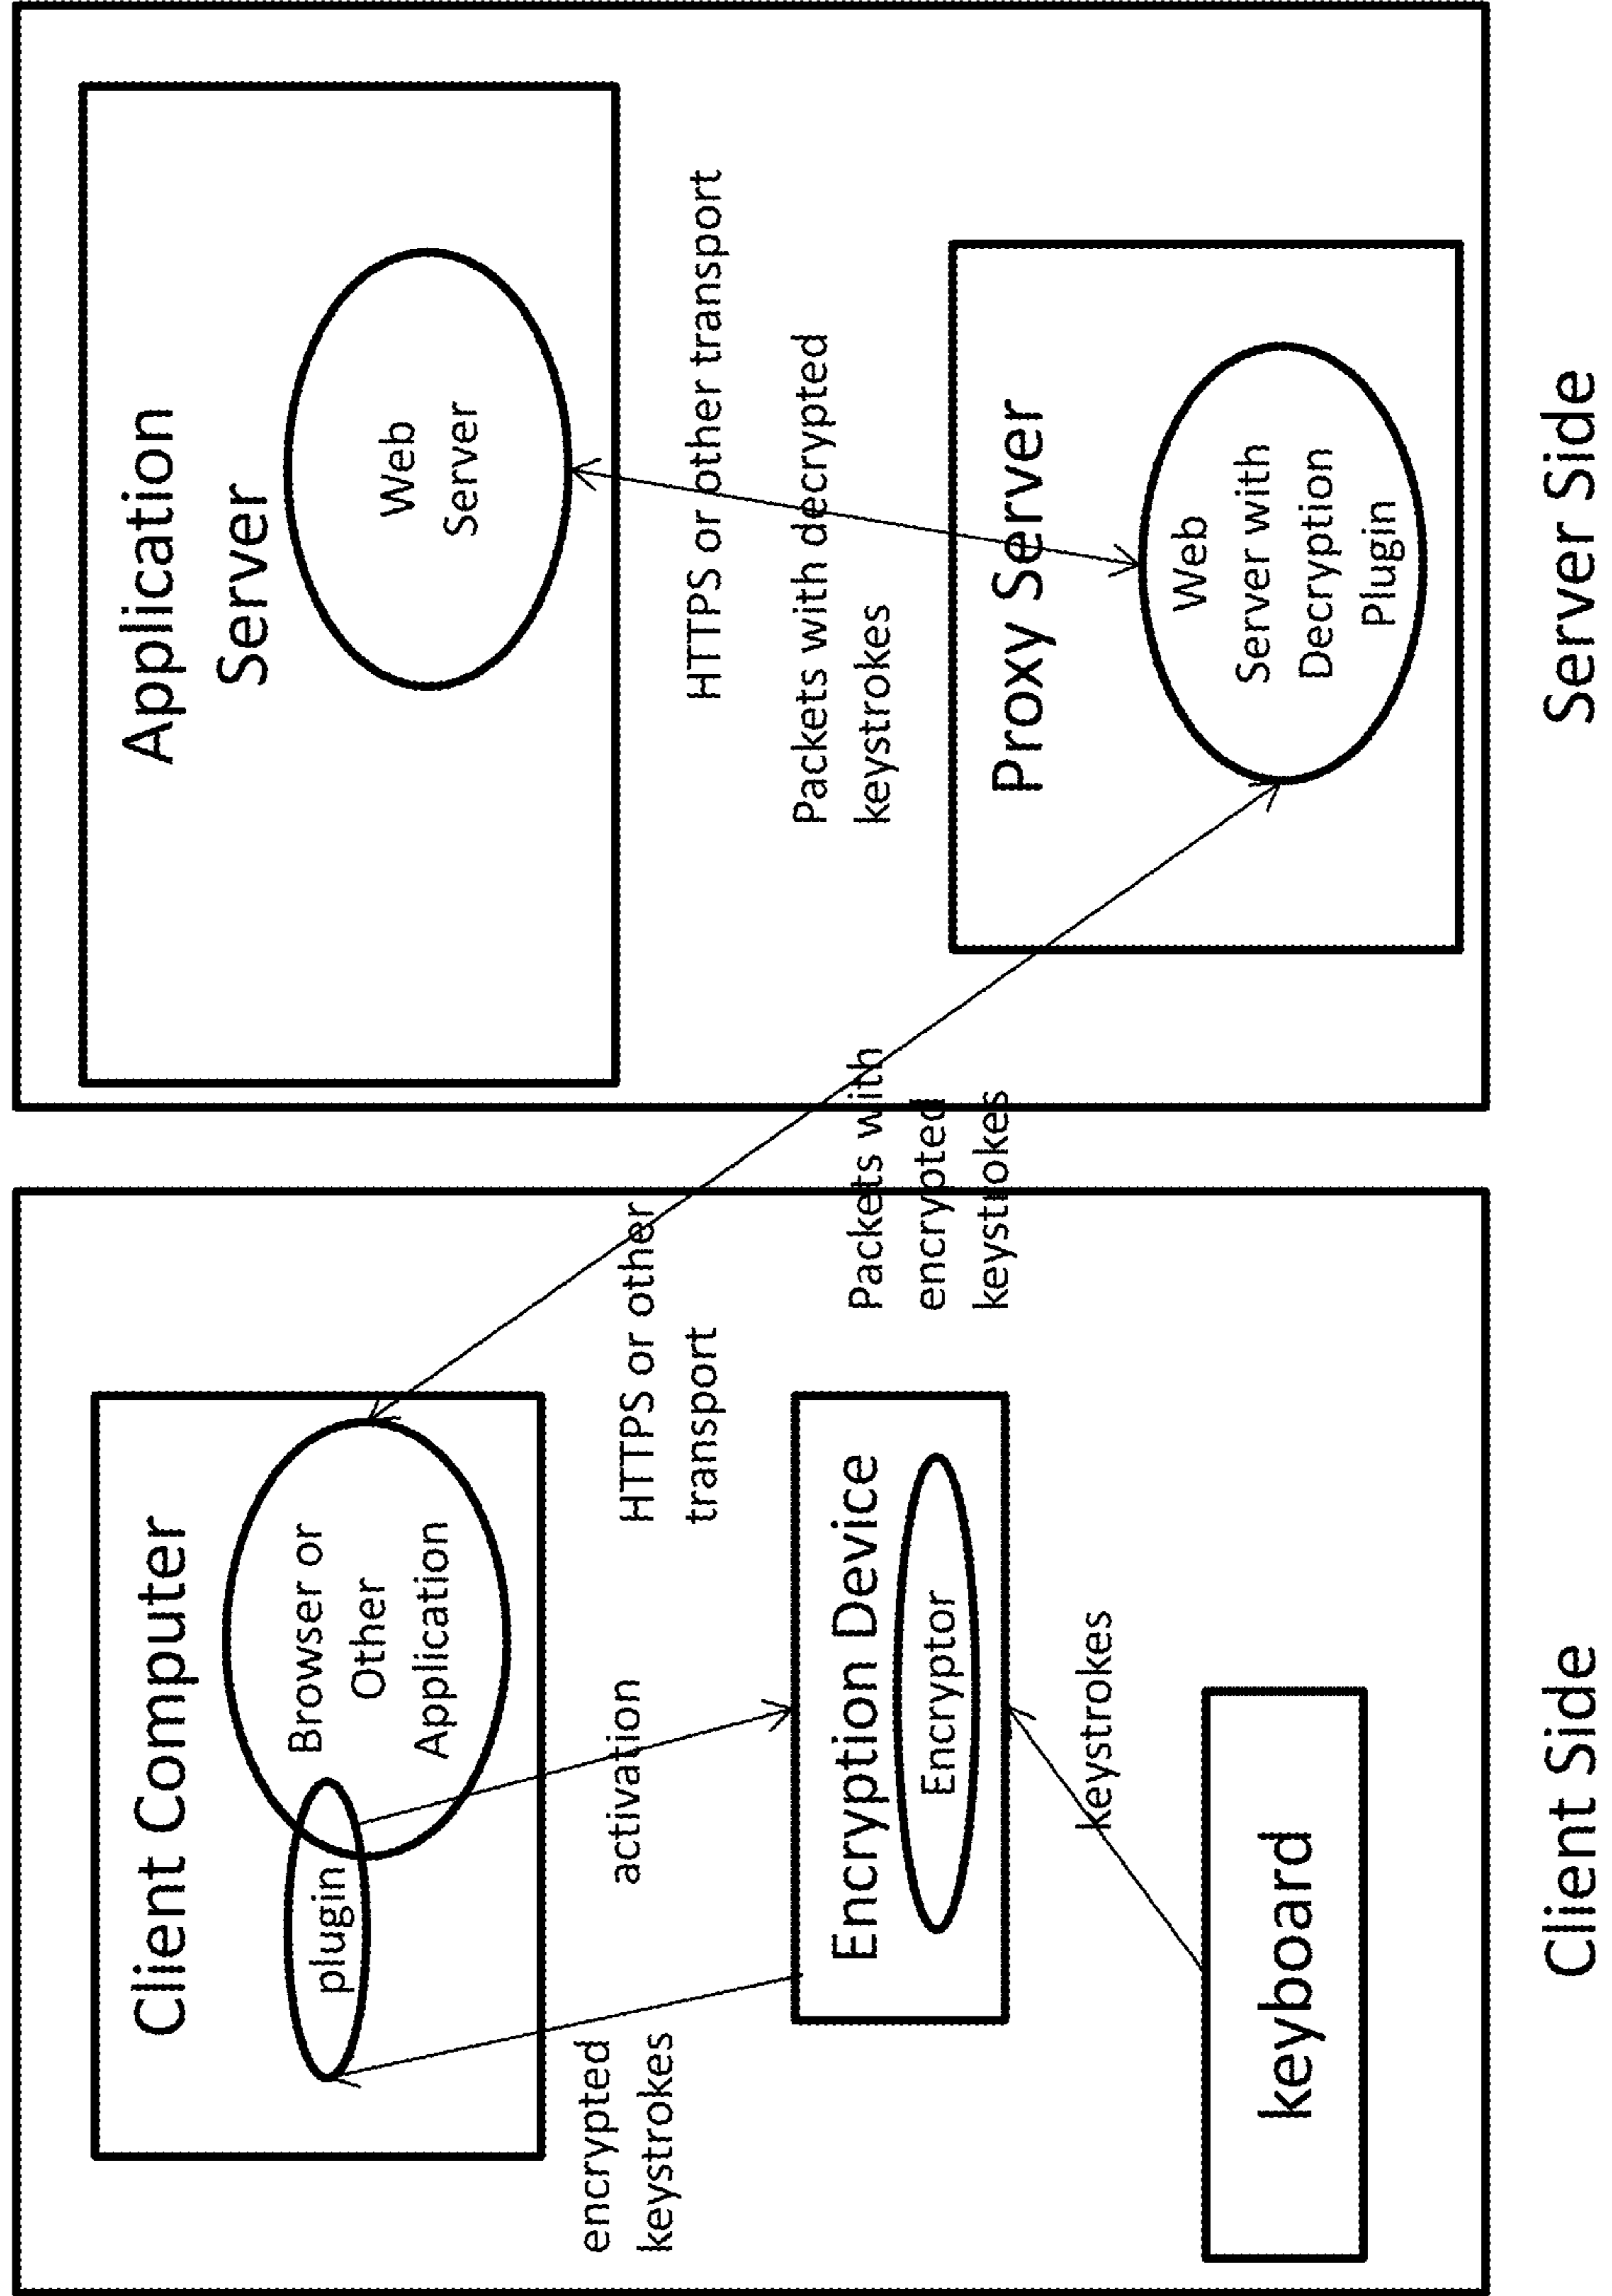 Client Computer
plugin
Browser or
Other
Application
encrypted
keystrokes
activation
HTTPS or other
transport
Encryption Device
Encryptor
Packets with
encrypted
keystrokes
keystrokes
keyboard
Client Side
Application
Server
Web
Server
HTTPS or other transport
Packets with decrypted
keystrokes
Proxy Server
Web
Server with
Decryption
Plugin
Server Side